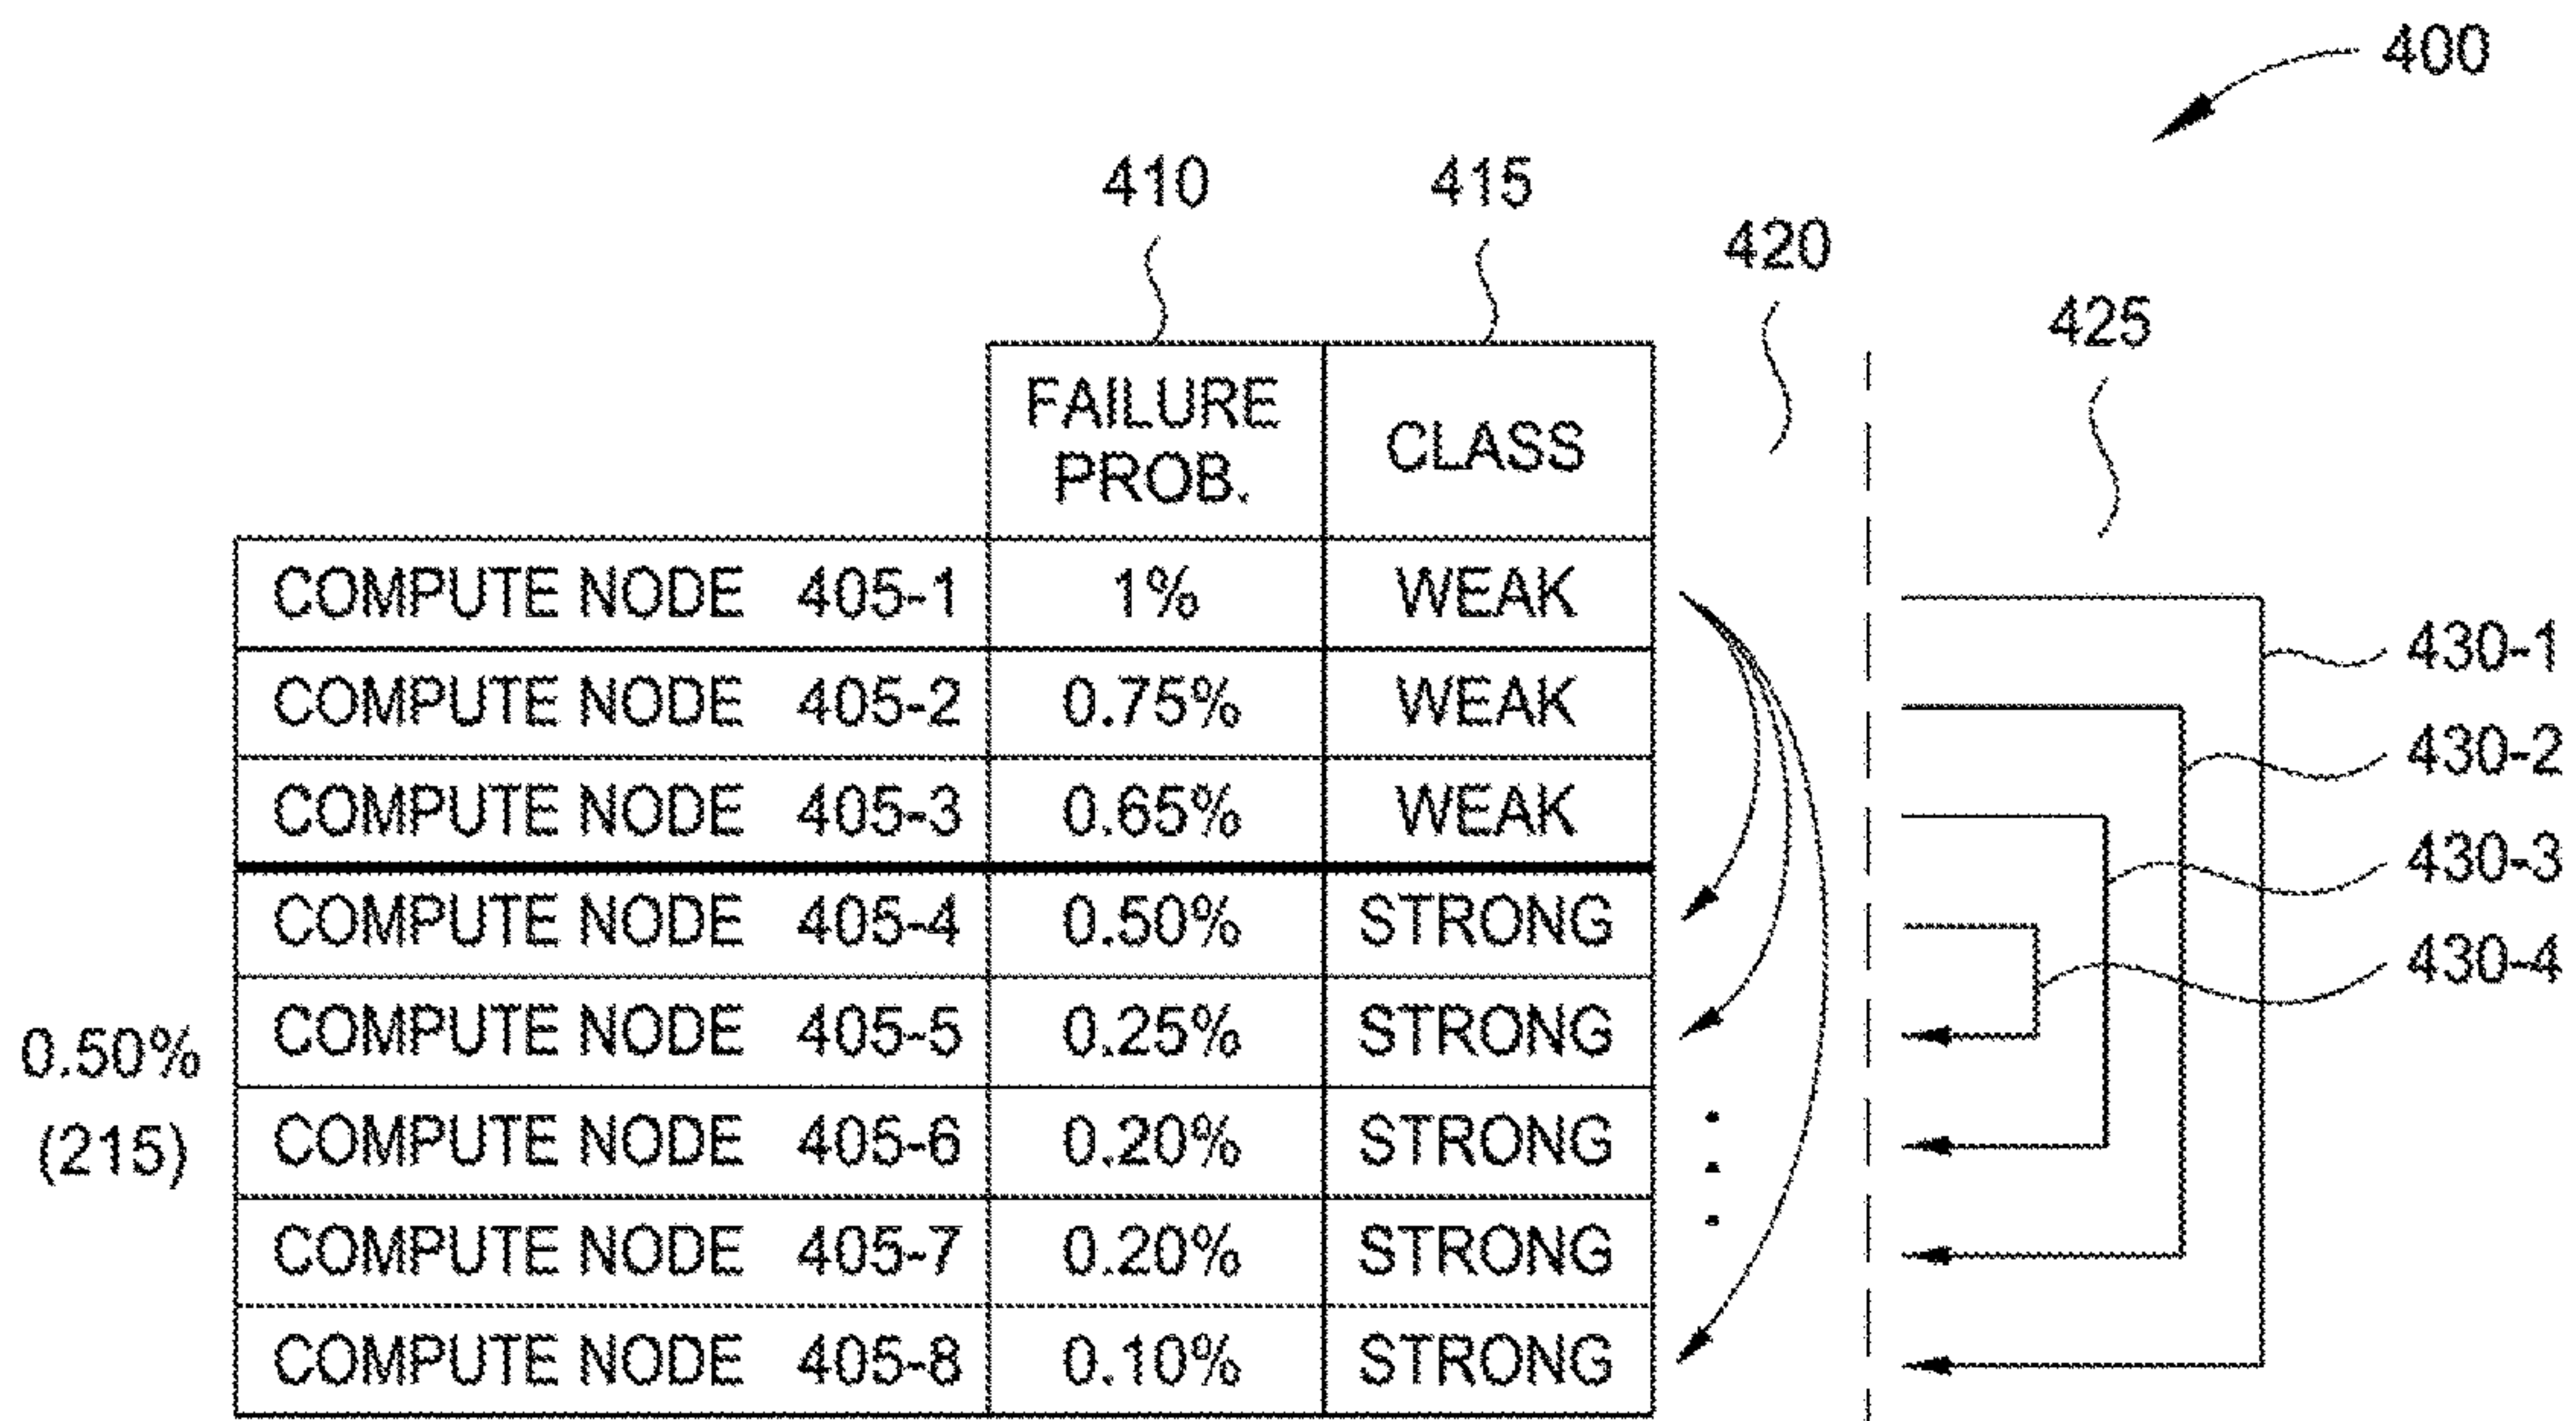 400
410 415
420
425
FAILURE
PROB.
CLASS
COMPUTE NODE 405-1 1% WEAK
430-1
COMPUTE NODE 405-2 0.75% WEAK
430-2
COMPUTE NODE 405-3 0.65% WEAK
430-3
COMPUTE NODE 405-4 0.50% STRONG
430-4
COMPUTE NODE 405-5 0.25% STRONG
0.50%
(215)
COMPUTE NODE 405-6 0.20% STRONG
COMPUTE NODE 405-7 0.20% STRONG
COMPUTE NODE 405-8 0.10% STRONG